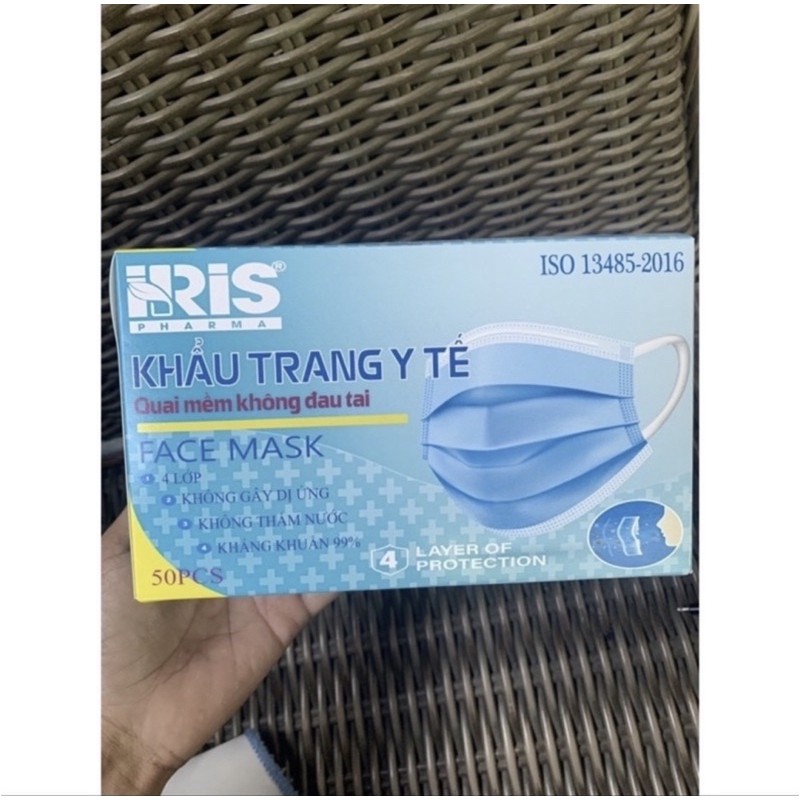 IRIS®
PHARMA
ISO 13485-2016
KHẨU TRANG Y TẾ
Quai mềm không đau tai
FACE MASK
4 LỚP
KHÔNG GÂY DỊ ỨNG
KHÔNG THẤM NƯỚC
KHÁNG KHUẨN 99%
4 LAYER OF
PROTECTION
50PCS